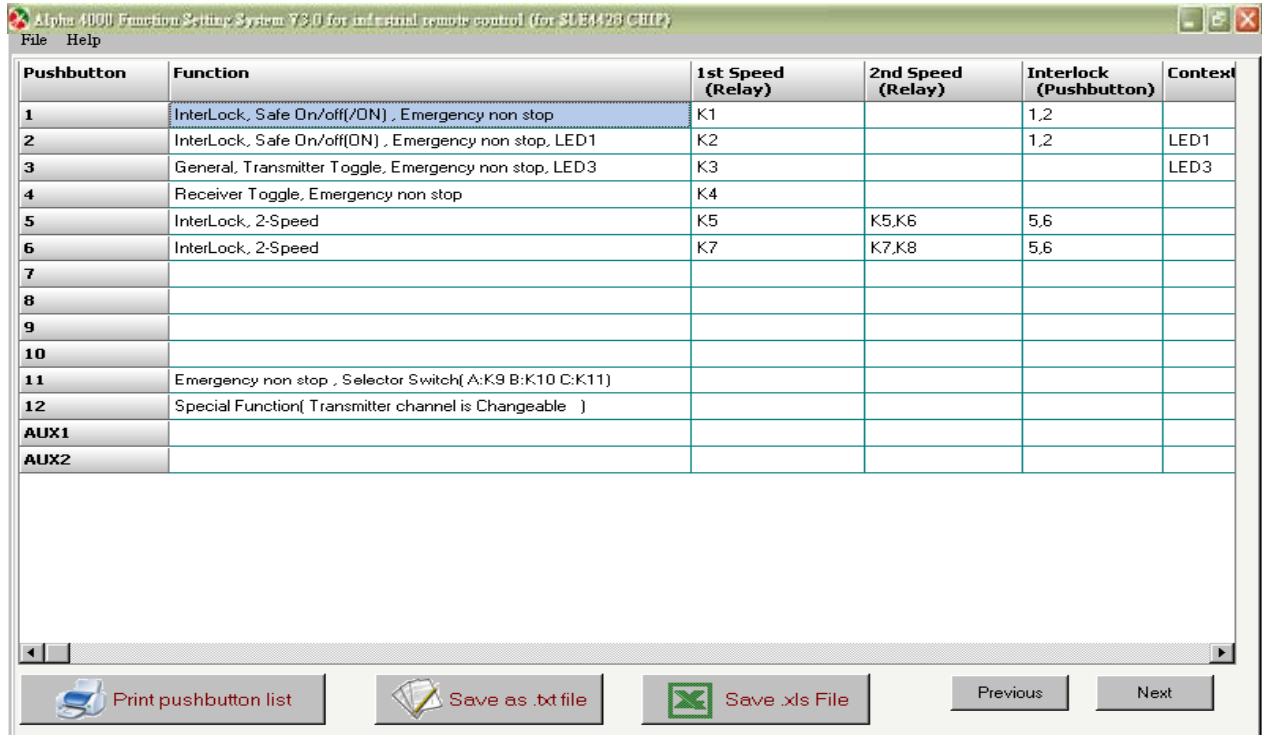 Alpha 4000 Function Setting System V3.0 for industrial remote control (for SLE4428 CHIP)
File Help
Pushbutton Function 1st Speed (Relay) 2nd Speed (Relay) Interlock (Pushbutton) Context
1 InterLock, Safe On/off(/ON) , Emergency non stop K1 1,2
2 InterLock, Safe On/off(ON) , Emergency non stop, LED1 K2 1,2 LED1
3 General, Transmitter Toggle, Emergency non stop, LED3 K3 LED3
4 Receiver Toggle, Emergency non stop K4
5 InterLock, 2-Speed K5 K5,K6 5,6
6 InterLock, 2-Speed K7 K7,K8 5,6
7
8
9
10
11 Emergency non stop , Selector Switch( A:K9 B:K10 C:K11)
12 Special Function( Transmitter channel is Changeable )
AUX1
AUX2
Print pushbutton list Save as .txt file Save .xls File Previous Next